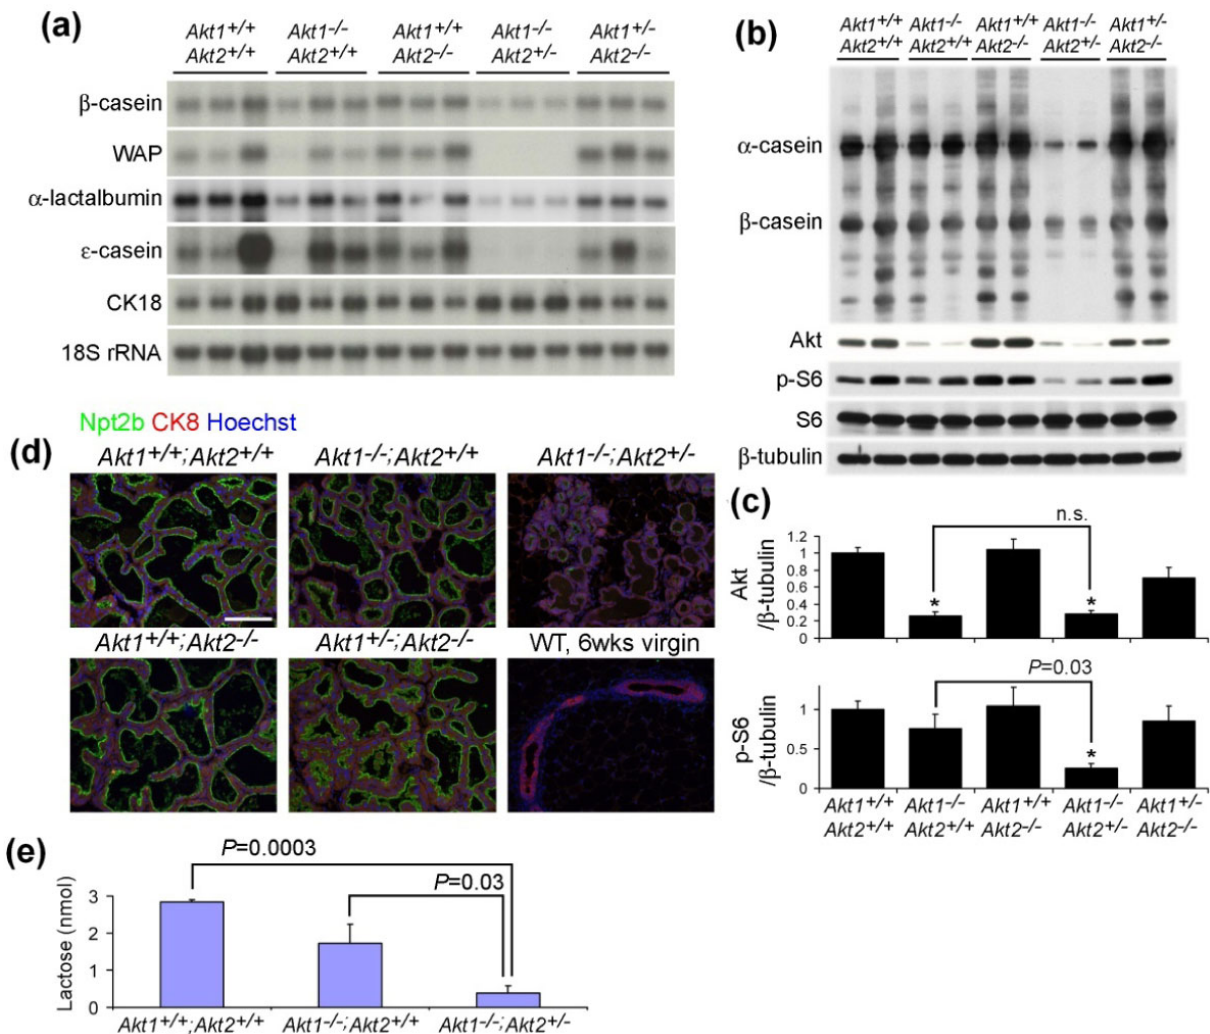 (a)
Akt1+/+ Akt1-/- Akt1+/+ Akt1-/- Akt1+/-
Akt2+/+ Akt2+/+ Akt2-/- Akt2+/- Akt2-/-
β-casein
WAP
α-lactalbumin
ε-casein
CK18
18S rRNA
(b)
Akt1+/+ Akt1-/- Akt1+/+ Akt1-/- Akt1+/-
Akt2+/+ Akt2+/+ Akt2-/- Akt2+/- Akt2-/-
α-casein
β-casein
Akt
p-S6
S6
β-tubulin
(c)
n.s.
Akt
/β-tubulin
1.2
1
0.8
0.6
0.4
0.2
0
*
*
P=0.03
p-S6
/β-tubulin
1
0.5
0
*
Akt1+/+ Akt1-/- Akt1+/+ Akt1-/- Akt1+/-
Akt2+/+ Akt2+/+ Akt2-/- Akt2+/- Akt2-/-
Npt2b CK8 Hoechst
(d)
Akt1+/+;Akt2+/+ Akt1-/-;Akt2+/+ Akt1-/-;Akt2+/-
Akt1+/+;Akt2-/- Akt1+/-;Akt2-/- WT, 6wks virgin
(e)
P=0.0003
P=0.03
Lactose (nmol)
3
2
1
0
Akt1+/+;Akt2+/+ Akt1-/-;Akt2+/+ Akt1-/-;Akt2+/-